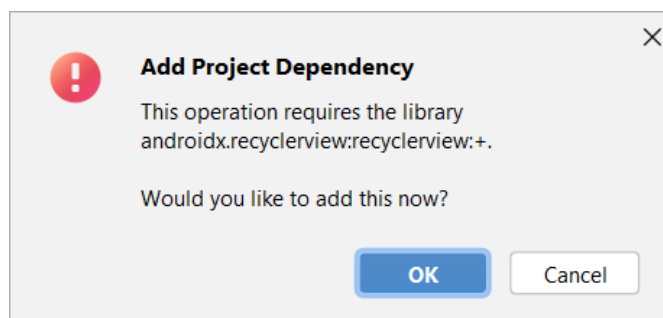 Add Project Dependency
This operation requires the library
androidx.recyclerview:recyclerview:+.
Would you like to add this now?
OK
Cancel